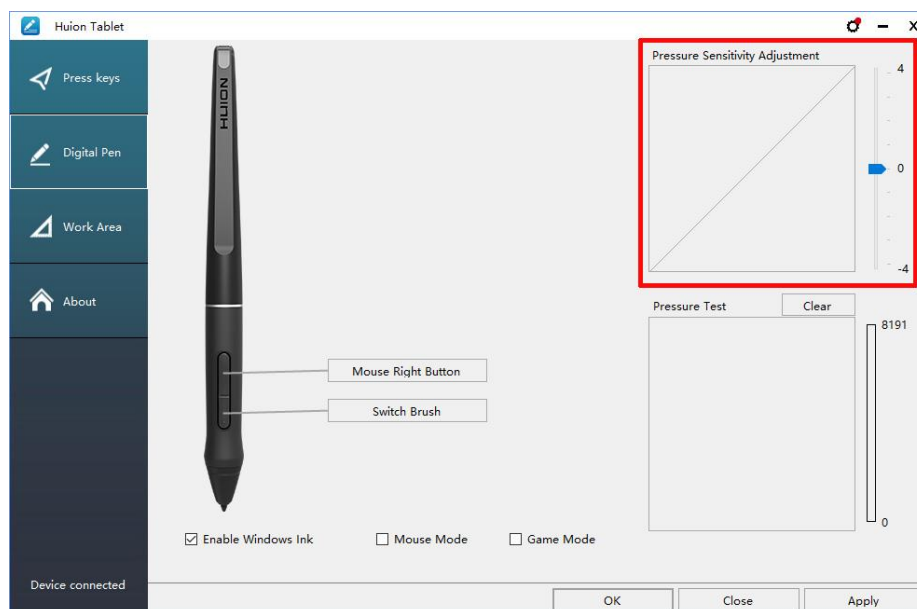 Huion Tablet
Press keys
Digital Pen
Work Area
About
Device connected
HUION
Mouse Right Button
Switch Brush
Enable Windows Ink
Mouse Mode
Game Mode
Pressure Sensitivity Adjustment
4
0
-4
Pressure Test
Clear
8191
0
OK
Close
Apply